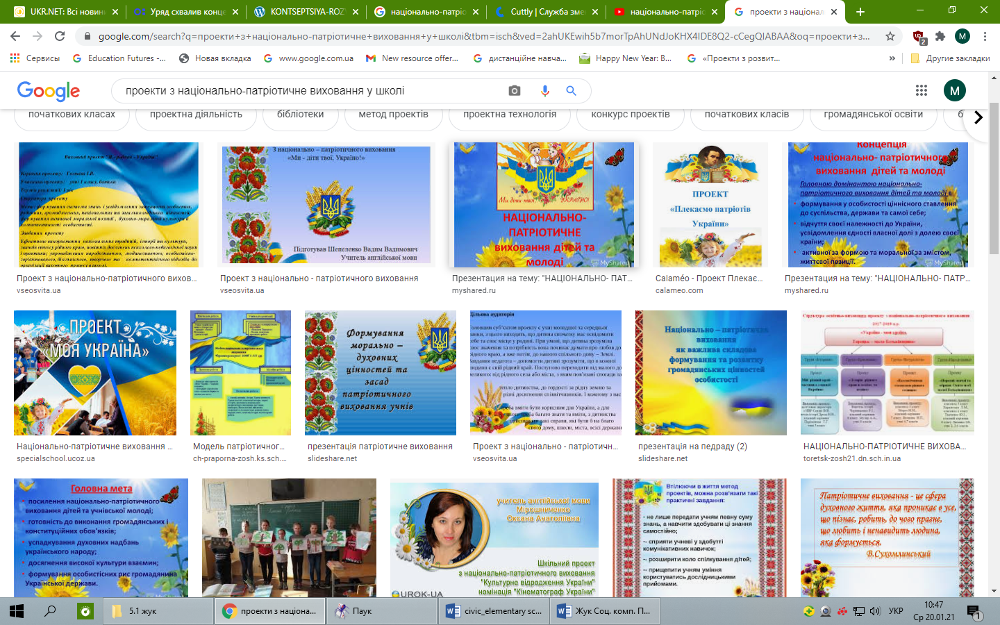 UKR.NET: Всі новин
Уряд схвалив конце
KONTSEPTSIYA-ROZ
національно-патріо
Cuttly | Служба зме
національно-патріо
проекти з націонал
google.com/search?q=проекти+з+національно-патріотичне+виховання+у+школі&tbm=isch&ved=2ahUKEwih5b7morTpAhUNdJoKHX4IDE8Q2-cCegQIABAA&oq=проекти+з...
2
M
Сервисы
Education Futures -...
Новая вкладка
www.google.com.ua
New resource offer...
дистанційна навча...
Happy New Year: B...
«Проекти з розвит...
»
Другие закладки
Google
проекти з національно-патріотичне виховання у школі
M
початкових класах
проектна діяльність
бібліотеки
метод проектів
проектна технологія
конкурс проектів
початкових класів
громадянської освіти
З національно – патріотичного виховання
«Ми - діти твої, Україно!»
Підготував Шепеленко Вадим Вадимович
Учитель англійської мови
Ми діти твої, УКРАЇНО!
НАЦІОНАЛЬНО-
ПАТРІОТИЧНЕ
виховання дітей та
молоді
MyShared
ПРОЕКТ
«Плекаємо патріотів
України»
Концепція
національно- патріотичного
виховання дітей та молоді
Головною домінантою національно-
патріотичного виховання дітей та молоді є
• формування у особистості ціннісного ставлення
до суспільства, держави та самої себе;
• відчуття своєї належності до України,
усвідомлення єдності власної долі з долею своєї
країни;
• активної за формою та моральної за змістом,
життєвої позиції.
MyShared
Проект з національно-патріотичного вихов...
vseosvita.ua
Проект з національно - патріотичного виховання
vseosvita.ua
Презентация на тему: "НАЦІОНАЛЬНО- ПАТ...
myshared.ru
Calaméo - Проект Плекає...
calameo.com
Презентация на тему: "НАЦІОНАЛЬНО- ПАТР...
myshared.ru
ПРОЕКТ
«МОЯ УКРАЇНА»
Формування
морально –
духовних
цінностей та
засад
патріотичного
виховання учнів
Національно – патріотичне
виховання
як важлива складова
формування та розвитку
громадянських цінностей
особистості
Національно-патріотичне виховання ...
specialschool.ucoz.ua
Модель патріотичног...
ch-praporna-zosh.ks.sch....
презентація патріотичне виховання
slideshare.net
Проект з національно - патріотичн...
vseosvita.ua
презентація на педраду (2)
slideshare.net
НАЦІОНАЛЬНО-ПАТРІОТИЧНЕ ВИХОВА...
toretsk-zosh21.dn.sch.in.ua
Головна мета
• посилення національно-патріотичного
виховання дітей та учнівської молоді;
• готовність до виконання громадянських і
конституційних обов'язків;
• успадкування духовних надбань
українського народу;
• досягнення високої культури взаємин;
• формування особистісних рис громадянина
Української держави.
MyShared
учитель англійської мови
Мірошниченко
Оксана Анатоліївна
Шкільний проект
з національно-патріотичного виховання
"Культурне відродження України"
номінація "Кінематограф України"
UROK-UA
Втілюючи в життя метод
проектів, можна розв'язати такі
практичні завдання:
- не лише передати учням певну суму
знань, а навчити здобувати ці знання
самостійно;
-- сприяти учневі у здобутті
комунікативних навичок;
-- розширити коло спілкування дітей;
-- прищепити учням уміння
користуватись дослідницькими
прийомами.
Патріотичне виховання - це сфера
духовного життя, яка проникає в усе,
що пізнає, робить, до чого прагне,
що любить і ненавидить людина,
яка формується.
В.Сухомлинський
5.1 жук
проекти з націона...
Паук
civic_elementary sc...
Жук Соц. комп. П...
УКР
10:47
Ср 20.01.21
1